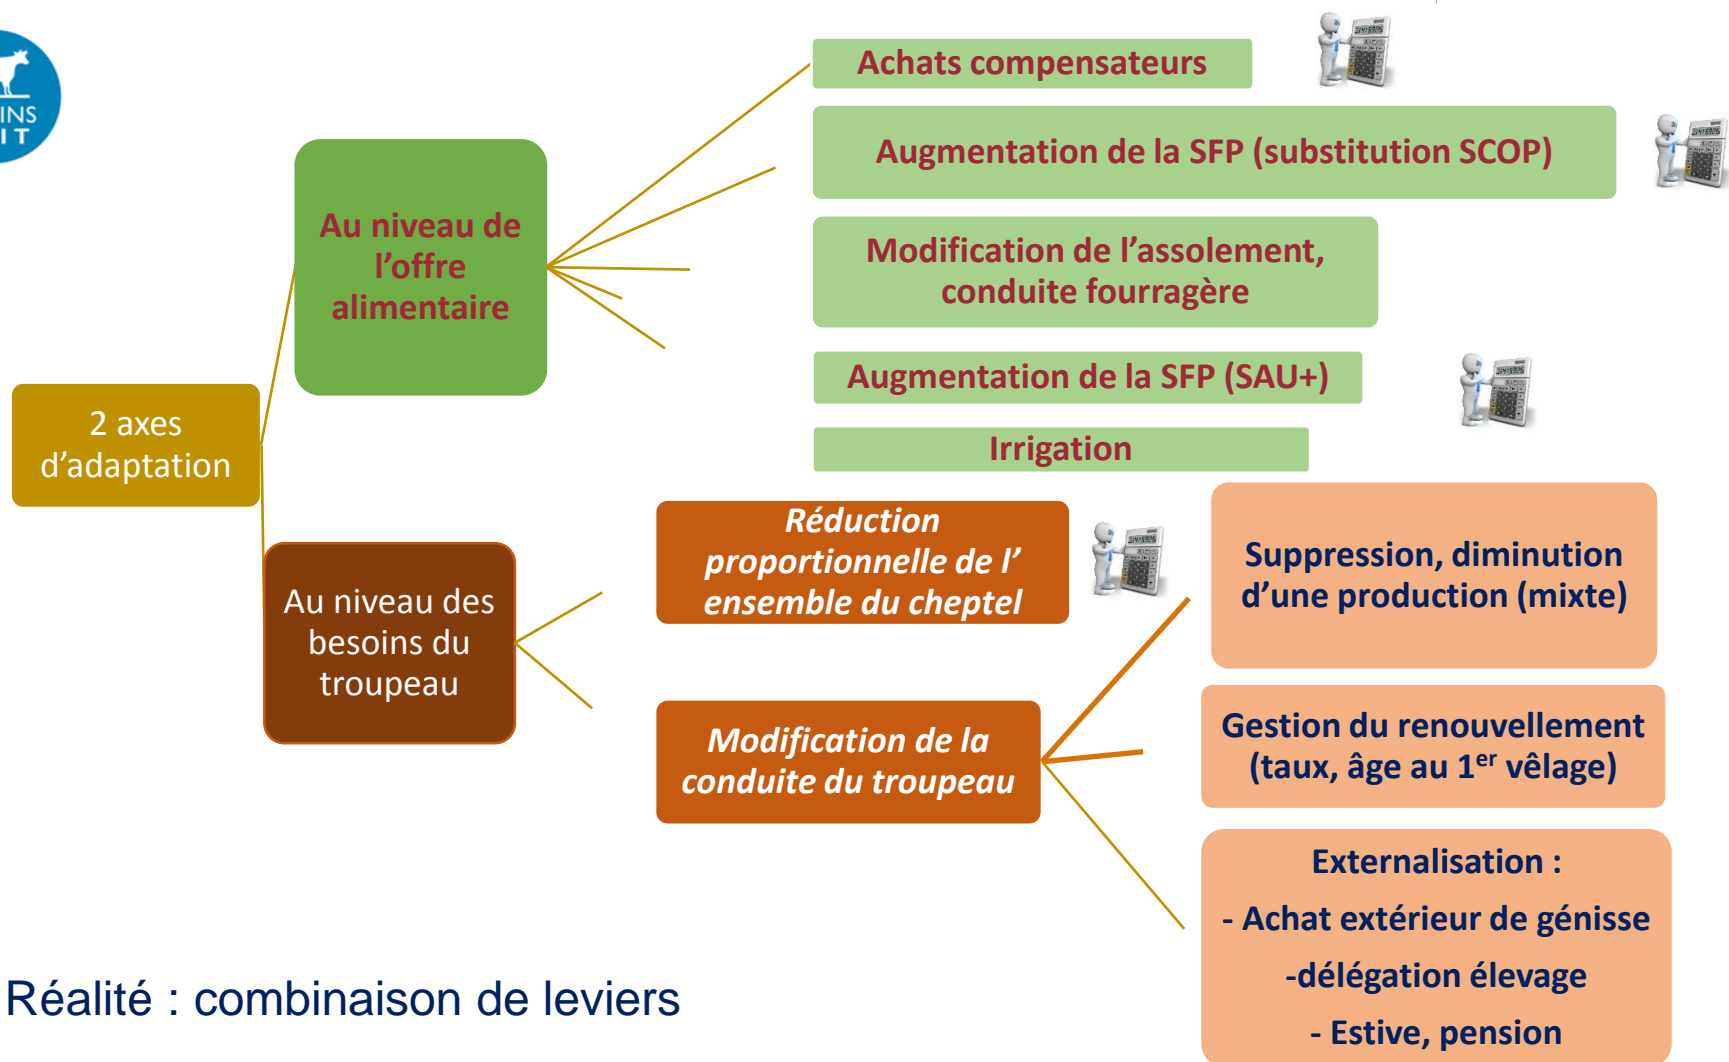 INS
IT
Achats compensateurs
Augmentation de la SFP (substitution SCOP)
Au niveau de
l’offre
alimentaire
Modification de l’assolement,
conduite fourragère
Augmentation de la SFP (SAU+)
Irrigation
2 axes
d’adaptation
Au niveau des
besoins du
troupeau
Réduction
proportionnelle de l’
ensemble du cheptel
Modification de la
conduite du troupeau
Suppression, diminution
d’une production (mixte)
Gestion du renouvellement
(taux, âge au 1er vêlage)
Externalisation :
- Achat extérieur de génisse
-délégation élevage
- Estive, pension
Réalité : combinaison de leviers